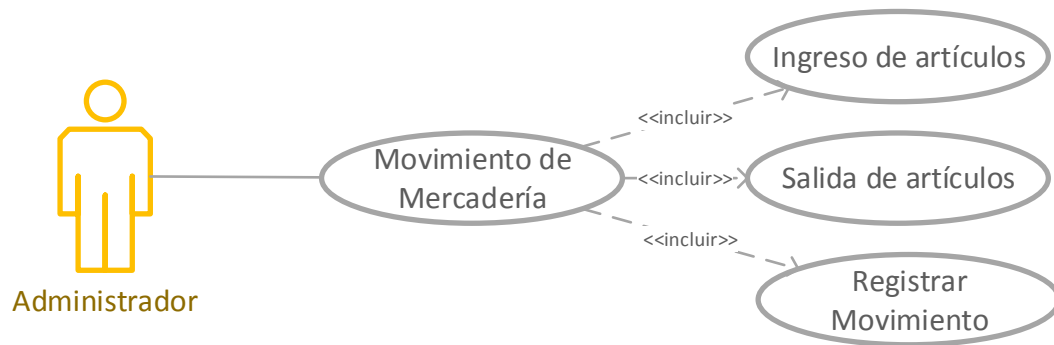 Ingreso de artículos
<<incluir>>
Movimiento de
Mercadería
<<incluir>>
Salida de artículos
<<incluir>>
Registrar
Movimiento
Administrador